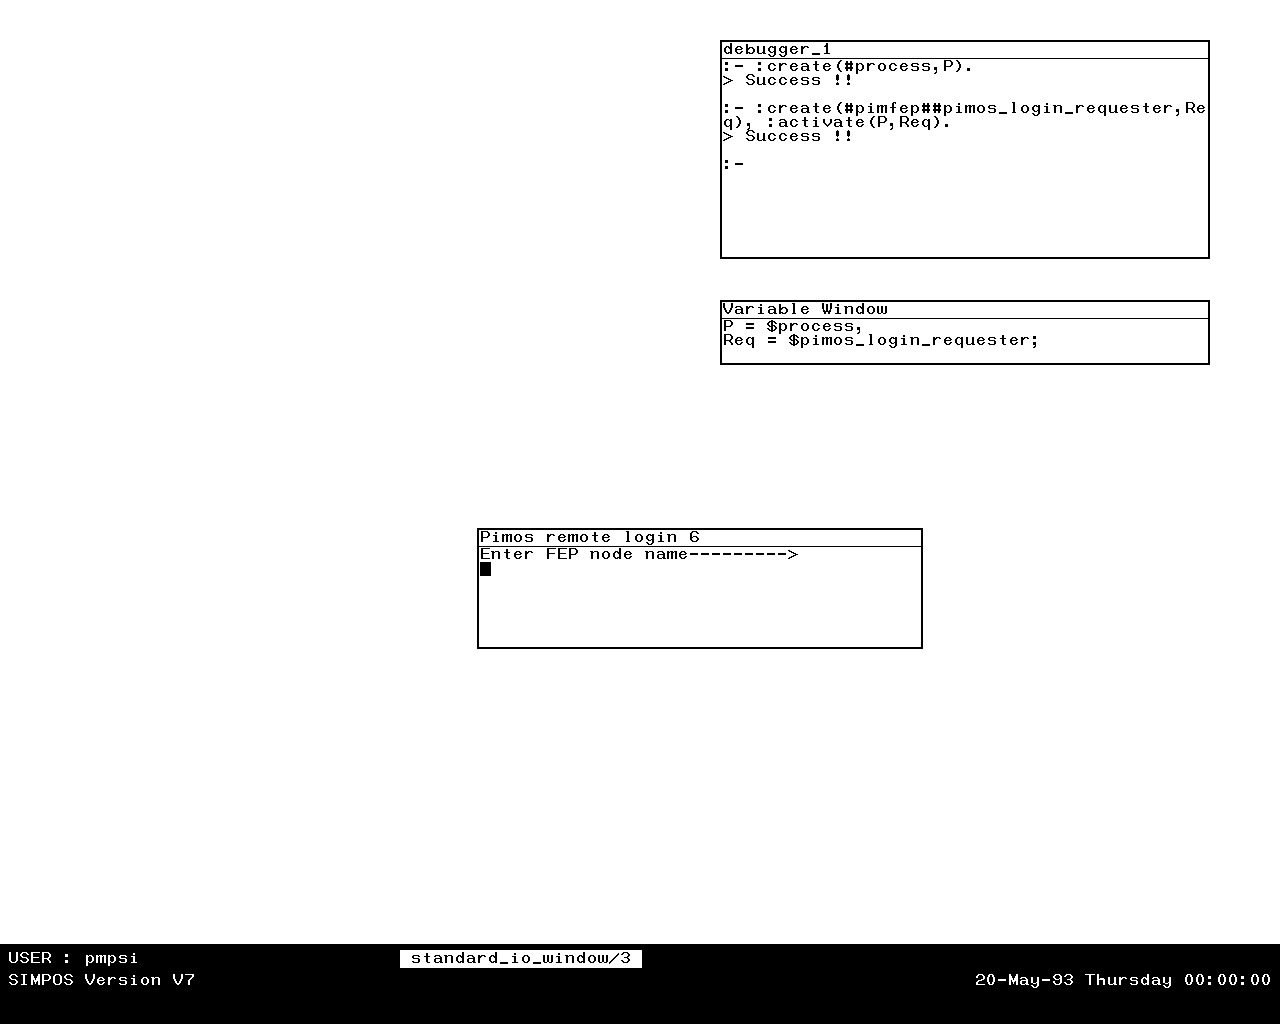 debugger_1
:- :create(#process,P).
> Success !!
:- :create(#pimfep##pimos_login_requester,Re
q), :activate(P,Req).
> Success !!
:-
Variable Window
P = $process,
Req = $pimos_login_requester;
Pimos remote login 6
Enter FEP node name--------->
USER : pmpsi
standard_io_window/3
SIMPOS Version V7
20-May-93 Thursday 00:00:00